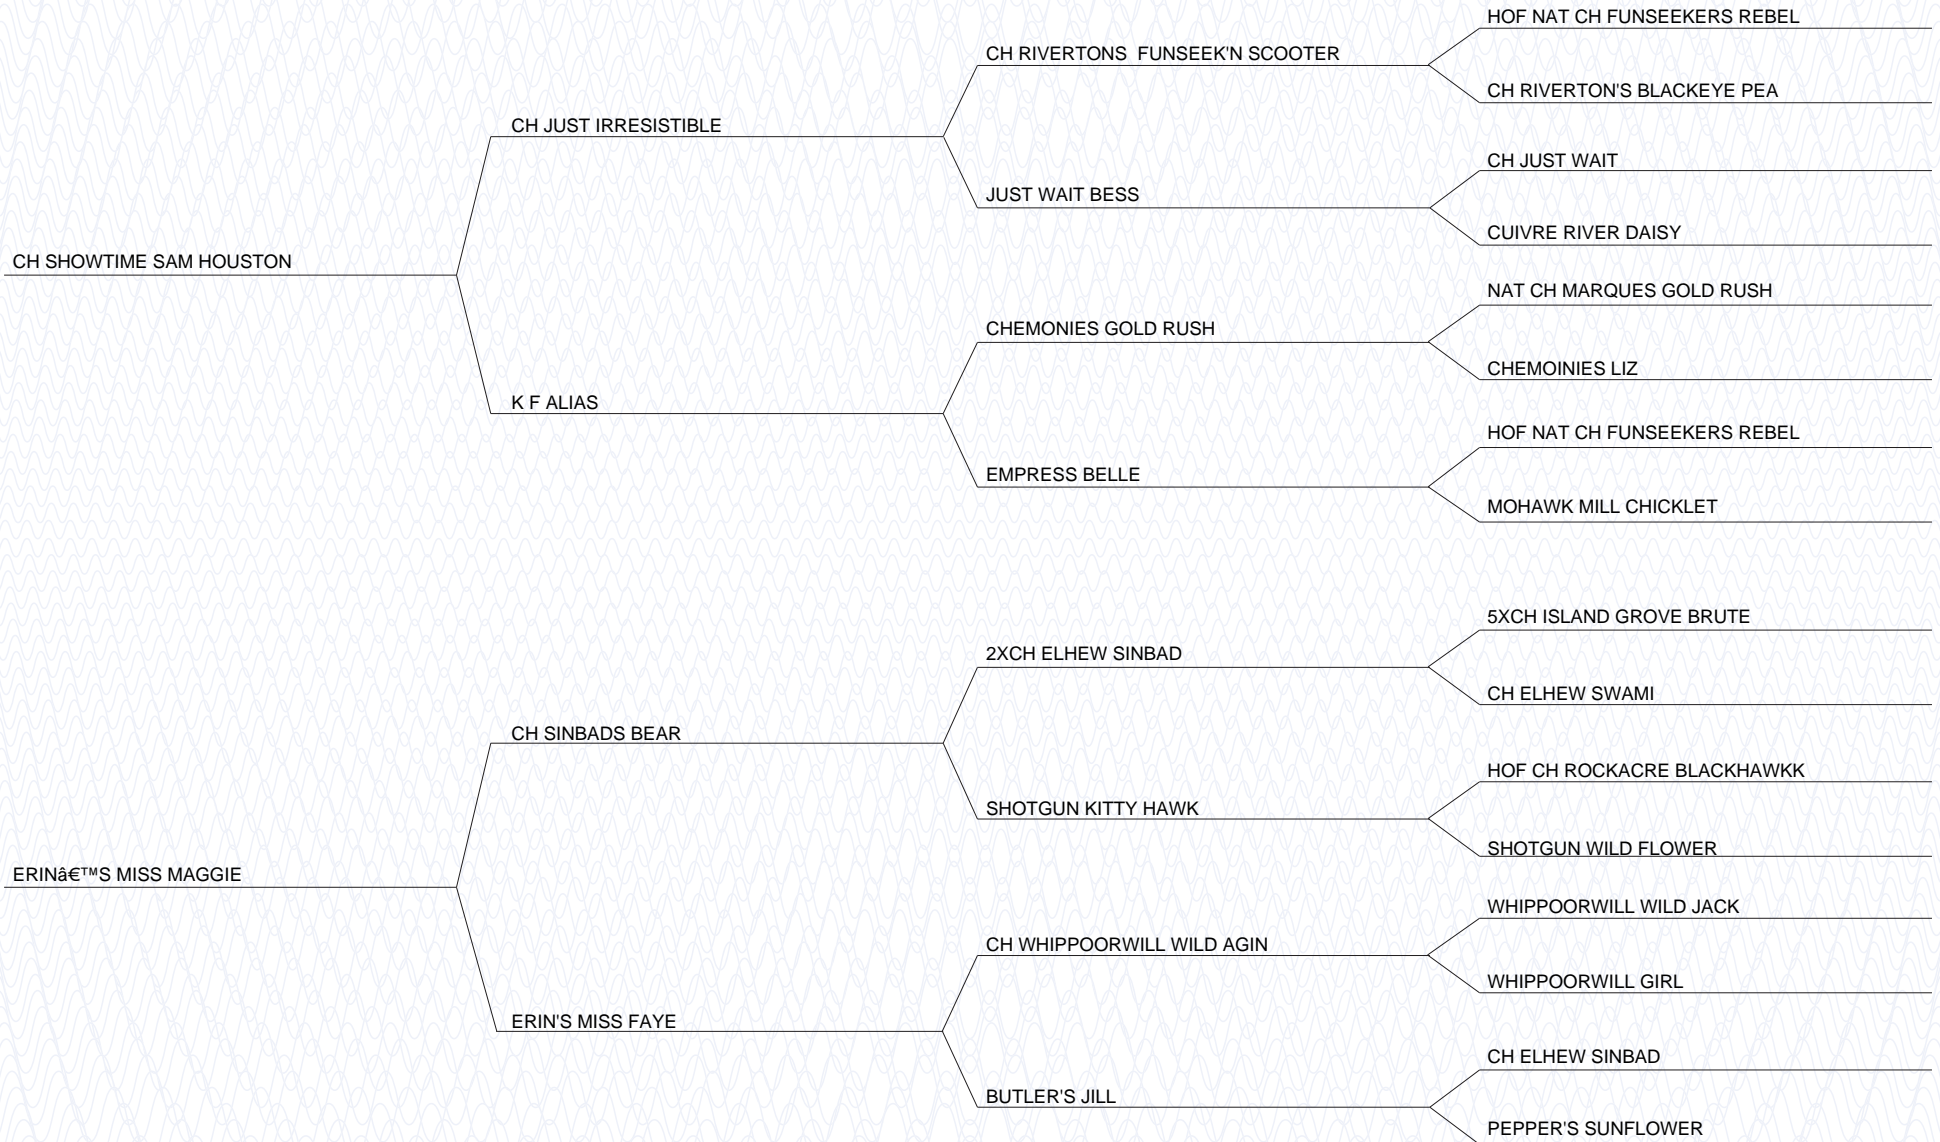 HOF NAT CH FUNSEEKERS REBEL
CH RIVERTONS  FUNSEEK'N SCOOTER
CH RIVERTON'S BLACKEYE PEA
CH JUST IRRESISTIBLE
CH JUST WAIT
JUST WAIT BESS
CUIVRE RIVER DAISY
CH SHOWTIME SAM HOUSTON
NAT CH MARQUES GOLD RUSH
CHEMONIES GOLD RUSH
CHEMOINIES LIZ
K F ALIAS
HOF NAT CH FUNSEEKERS REBEL
EMPRESS BELLE
MOHAWK MILL CHICKLET
5XCH ISLAND GROVE BRUTE
2XCH ELHEW SINBAD
CH ELHEW SWAMI
CH SINBADS BEAR
HOF CH ROCKACRE BLACKHAWKK
SHOTGUN KITTY HAWK
SHOTGUN WILD FLOWER
ERINâ€™S MISS MAGGIE
WHIPPOORWILL WILD JACK
CH WHIPPOORWILL WILD AGIN
WHIPPOORWILL GIRL
ERIN'S MISS FAYE
CH ELHEW SINBAD
BUTLER'S JILL
PEPPER'S SUNFLOWER